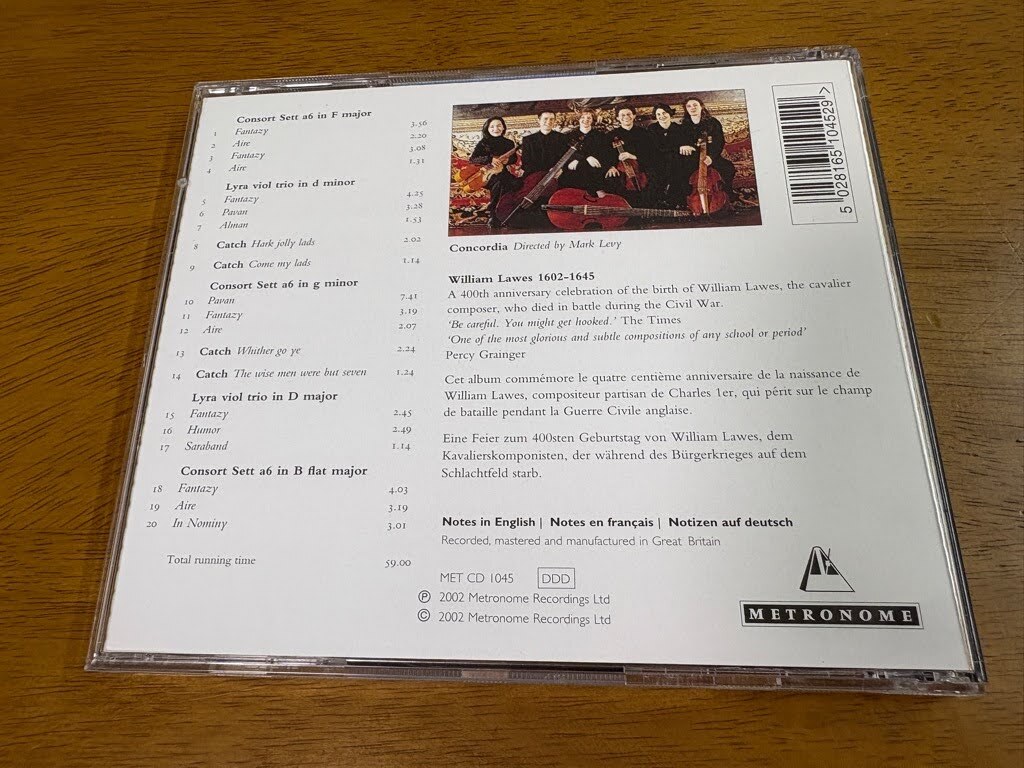 Consort Sett a6 in F major
1 Fantazy 3.56
2 Aire 2.20
3 Fantazy 3.08
4 Aire 1.31
Lyra viol trio in d minor
5 Fantazy 4.25
6 Pavan 3.28
7 Alman 1.53
8 Catch Hark jolly lads 2.02
9 Catch Come my lads 1.14
Consort Sett a6 in g minor
10 Pavan 7.41
11 Fantazy 3.19
12 Aire 2.07
13 Catch Whither go ye 2.24
14 Catch The wise men were but seven 1.24
Lyra viol trio in D major
15 Fantazy 2.45
16 Humor 2.49
17 Saraband 1.14
Consort Sett a6 in B flat major
18 Fantazy 4.03
19 Aire 3.19
20 In Nominy 3.01
Total running time 59.00
Concordia Directed by Mark Levy
William Lawes 1602-1645
A 400th anniversary celebration of the birth of William Lawes, the cavalier
composer, who died in battle during the Civil War.
'Be careful. You might get hooked.' The Times
'One of the most glorious and subtle compositions of any school or period'
Percy Grainger
Cet album commémore le quatre centième anniversaire de la naissance de
William Lawes, compositeur partisan de Charles 1er, qui périt sur le champ
de bataille pendant la Guerre Civile anglaise.
Eine Feier zum 400sten Geburtstag von William Lawes, dem
Kavalierskomponisten, der während des Bürgerkrieges auf dem
Schlachtfeld starb.
Notes in English | Notes en français | Notizen auf deutsch
Recorded, mastered and manufactured in Great Britain
MET CD 1045 DDD
℗ 2002 Metronome Recordings Ltd
© 2002 Metronome Recordings Ltd
METRONOME
5 028165 104529 >